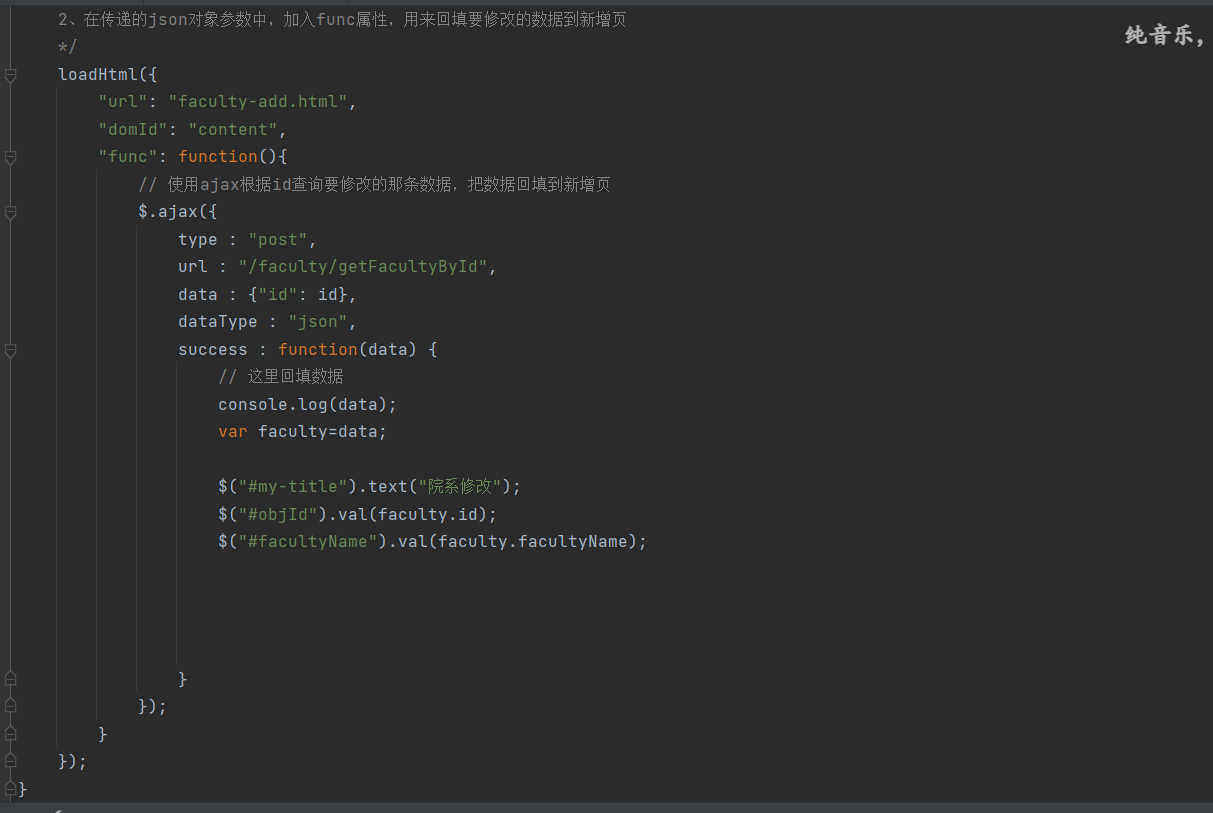 2、在传递的json对象参数中，加入func属性，用来回填要修改的数据到新增页
纯音乐，
*/
loadHtml({
"url": "faculty-add.html",
"domId": "content",
"func": function(){
// 使用ajax根据id查询要修改的那条数据，把数据回填到新增页
$.ajax({
type : "post",
url : "/faculty/getFacultyById",
data : {"id": id},
dataType : "json",
success : function(data) {
// 这里回填数据
console.log(data);
var faculty=data;
$("#my-title").text("院系修改");
$("#objId").val(faculty.id);
$("#facultyName").val(faculty.facultyName);
}
});
}
});
}